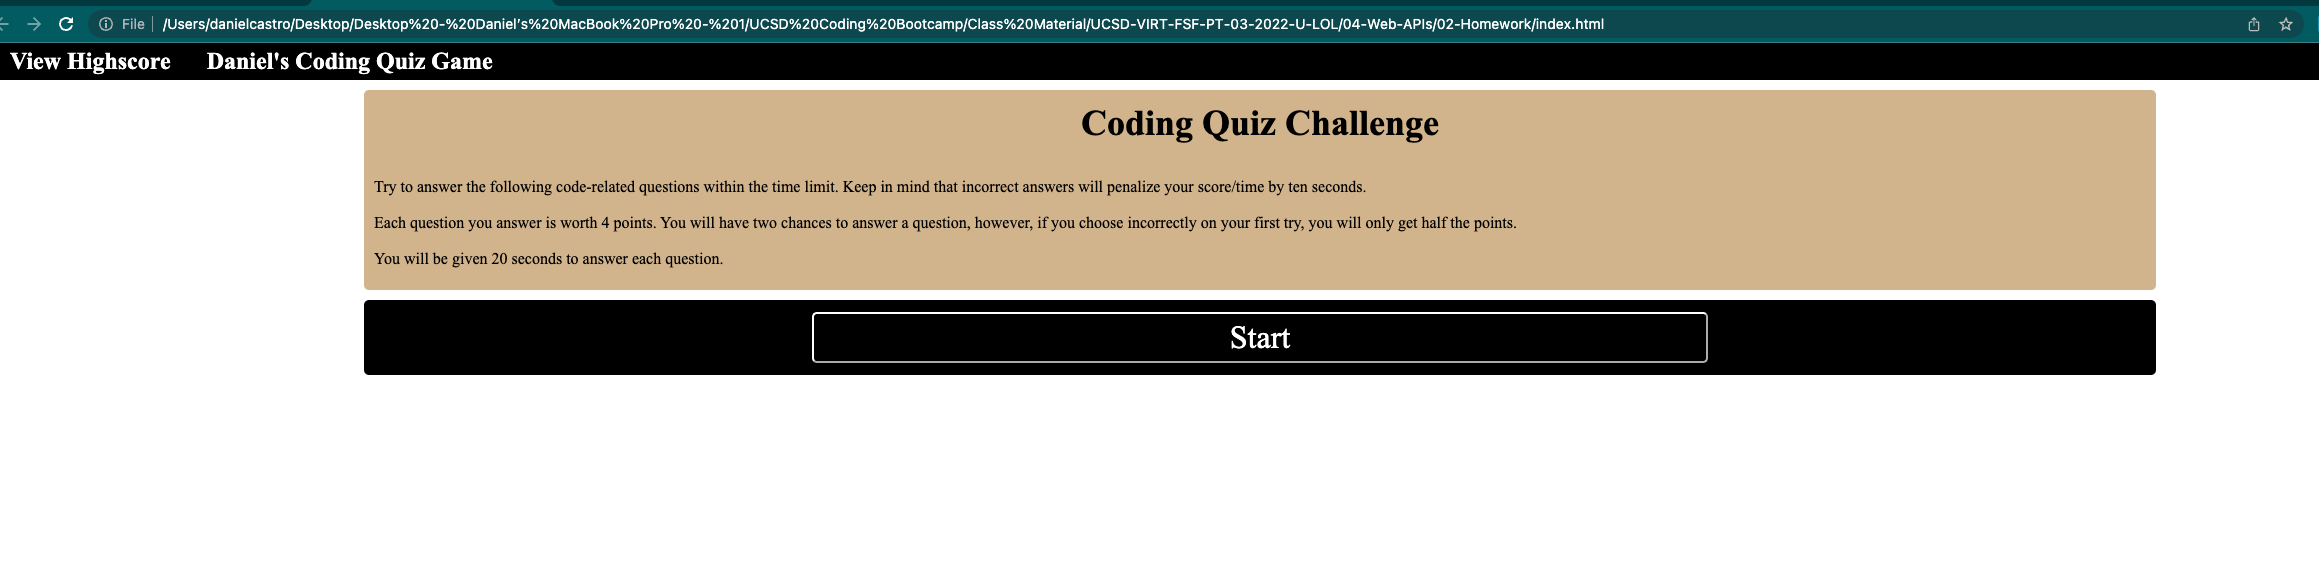 File /Users/danielcastro/Desktop/Desktop%20-%20Daniel's%20MacBook%20Pro%20-%201/UCSD%20Coding%20Bootcamp/Class%20Material/UCSD-VIRT-FSF-PT-03-2022-U-LOL/04-Web-APIs/02-Homework/index.html
View Highscore Daniel's Coding Quiz Game
Coding Quiz Challenge
Try to answer the following code-related questions within the time limit. Keep in mind that incorrect answers will penalize your score/time by ten seconds.
Each question you answer is worth 4 points. You will have two chances to answer a question, however, if you choose incorrectly on your first try, you will only get half the points.
You will be given 20 seconds to answer each question.
Start